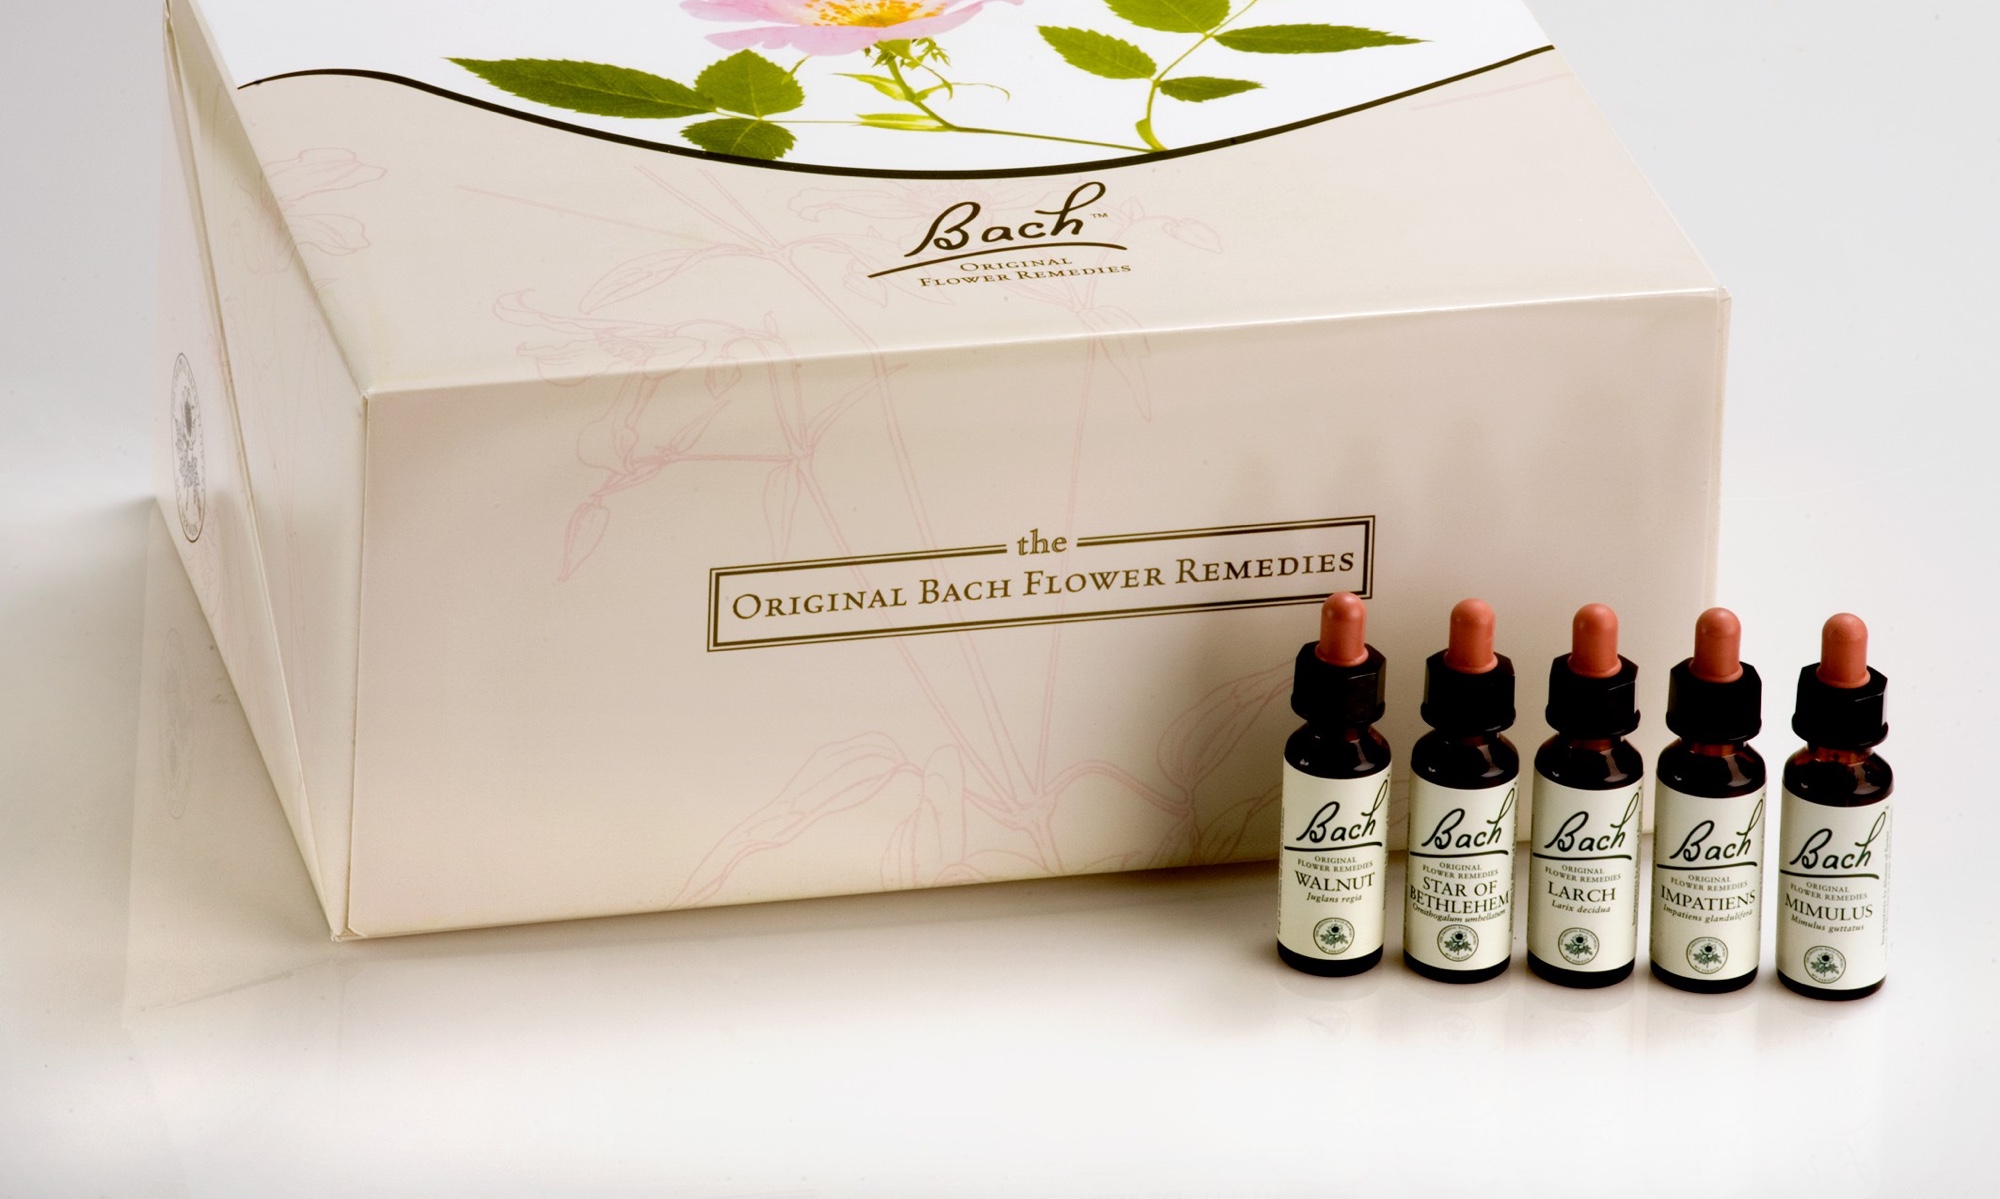 Bach™
ORIGINAL
FLOWER REMEDIES
the
ORIGINAL BACH FLOWER REMEDIES
Bach
ORIGINAL
FLOWER REMEDIES
WALNUT
Juglans regia
Bach
ORIGINAL
FLOWER REMEDIES
STAR OF
BETHLEHEM
Ornithogalum umbellatum
Bach
ORIGINAL
FLOWER REMEDIES
LARCH
Larix decidua
Bach
ORIGINAL
FLOWER REMEDIES
IMPATIENS
Impatiens glandulifera
Bach
ORIGINAL
FLOWER REMEDIES
MIMULUS
Mimulus guttatus